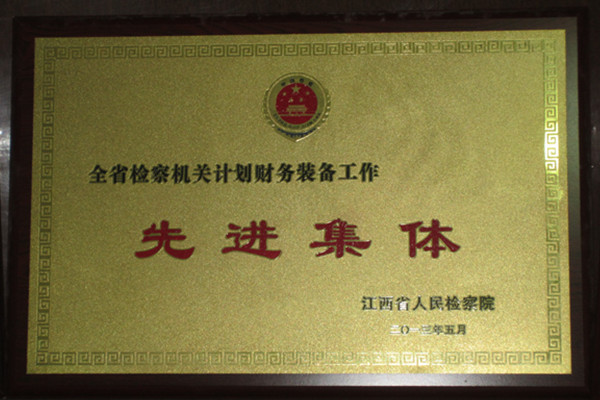 全省检察机关计划财务装备工作
先进集体
江西省人民检察院
年五月